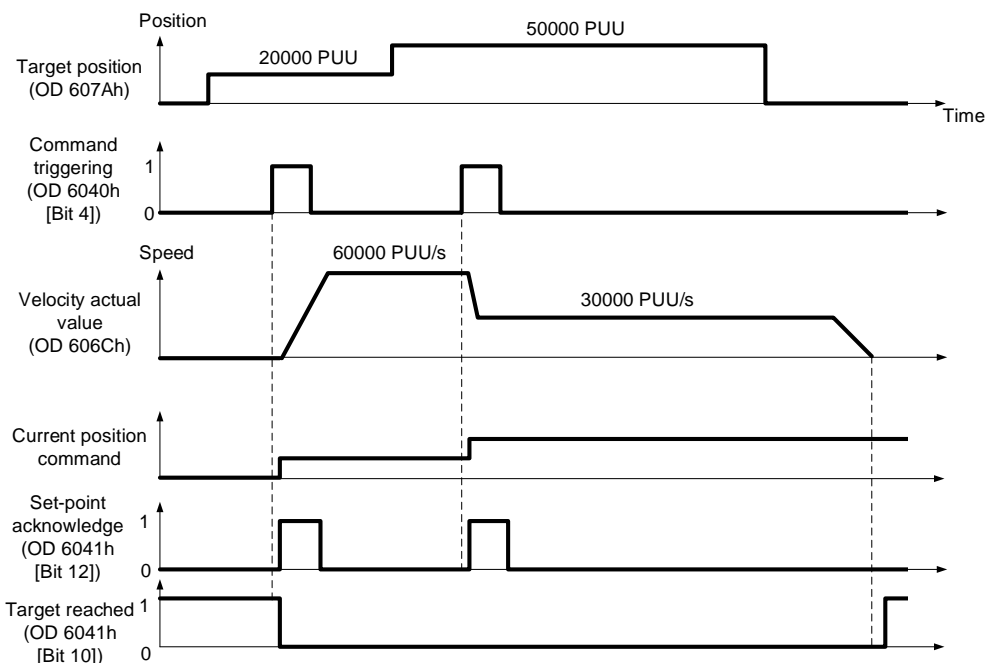 Position
50000 PUU
20000 PUU
Target position
(OD 607Ah)
Time
Command
triggering
(OD 6040h
[Bit 4])
1
0
Speed
60000 PUU/s
30000 PUU/s
Velocity actual
value
(OD 606Ch)
Current position
command
Set-point
acknowledge
(OD 6041h
[Bit 12])
1
0
Target reached
(OD 6041h
[Bit 10])
1
0